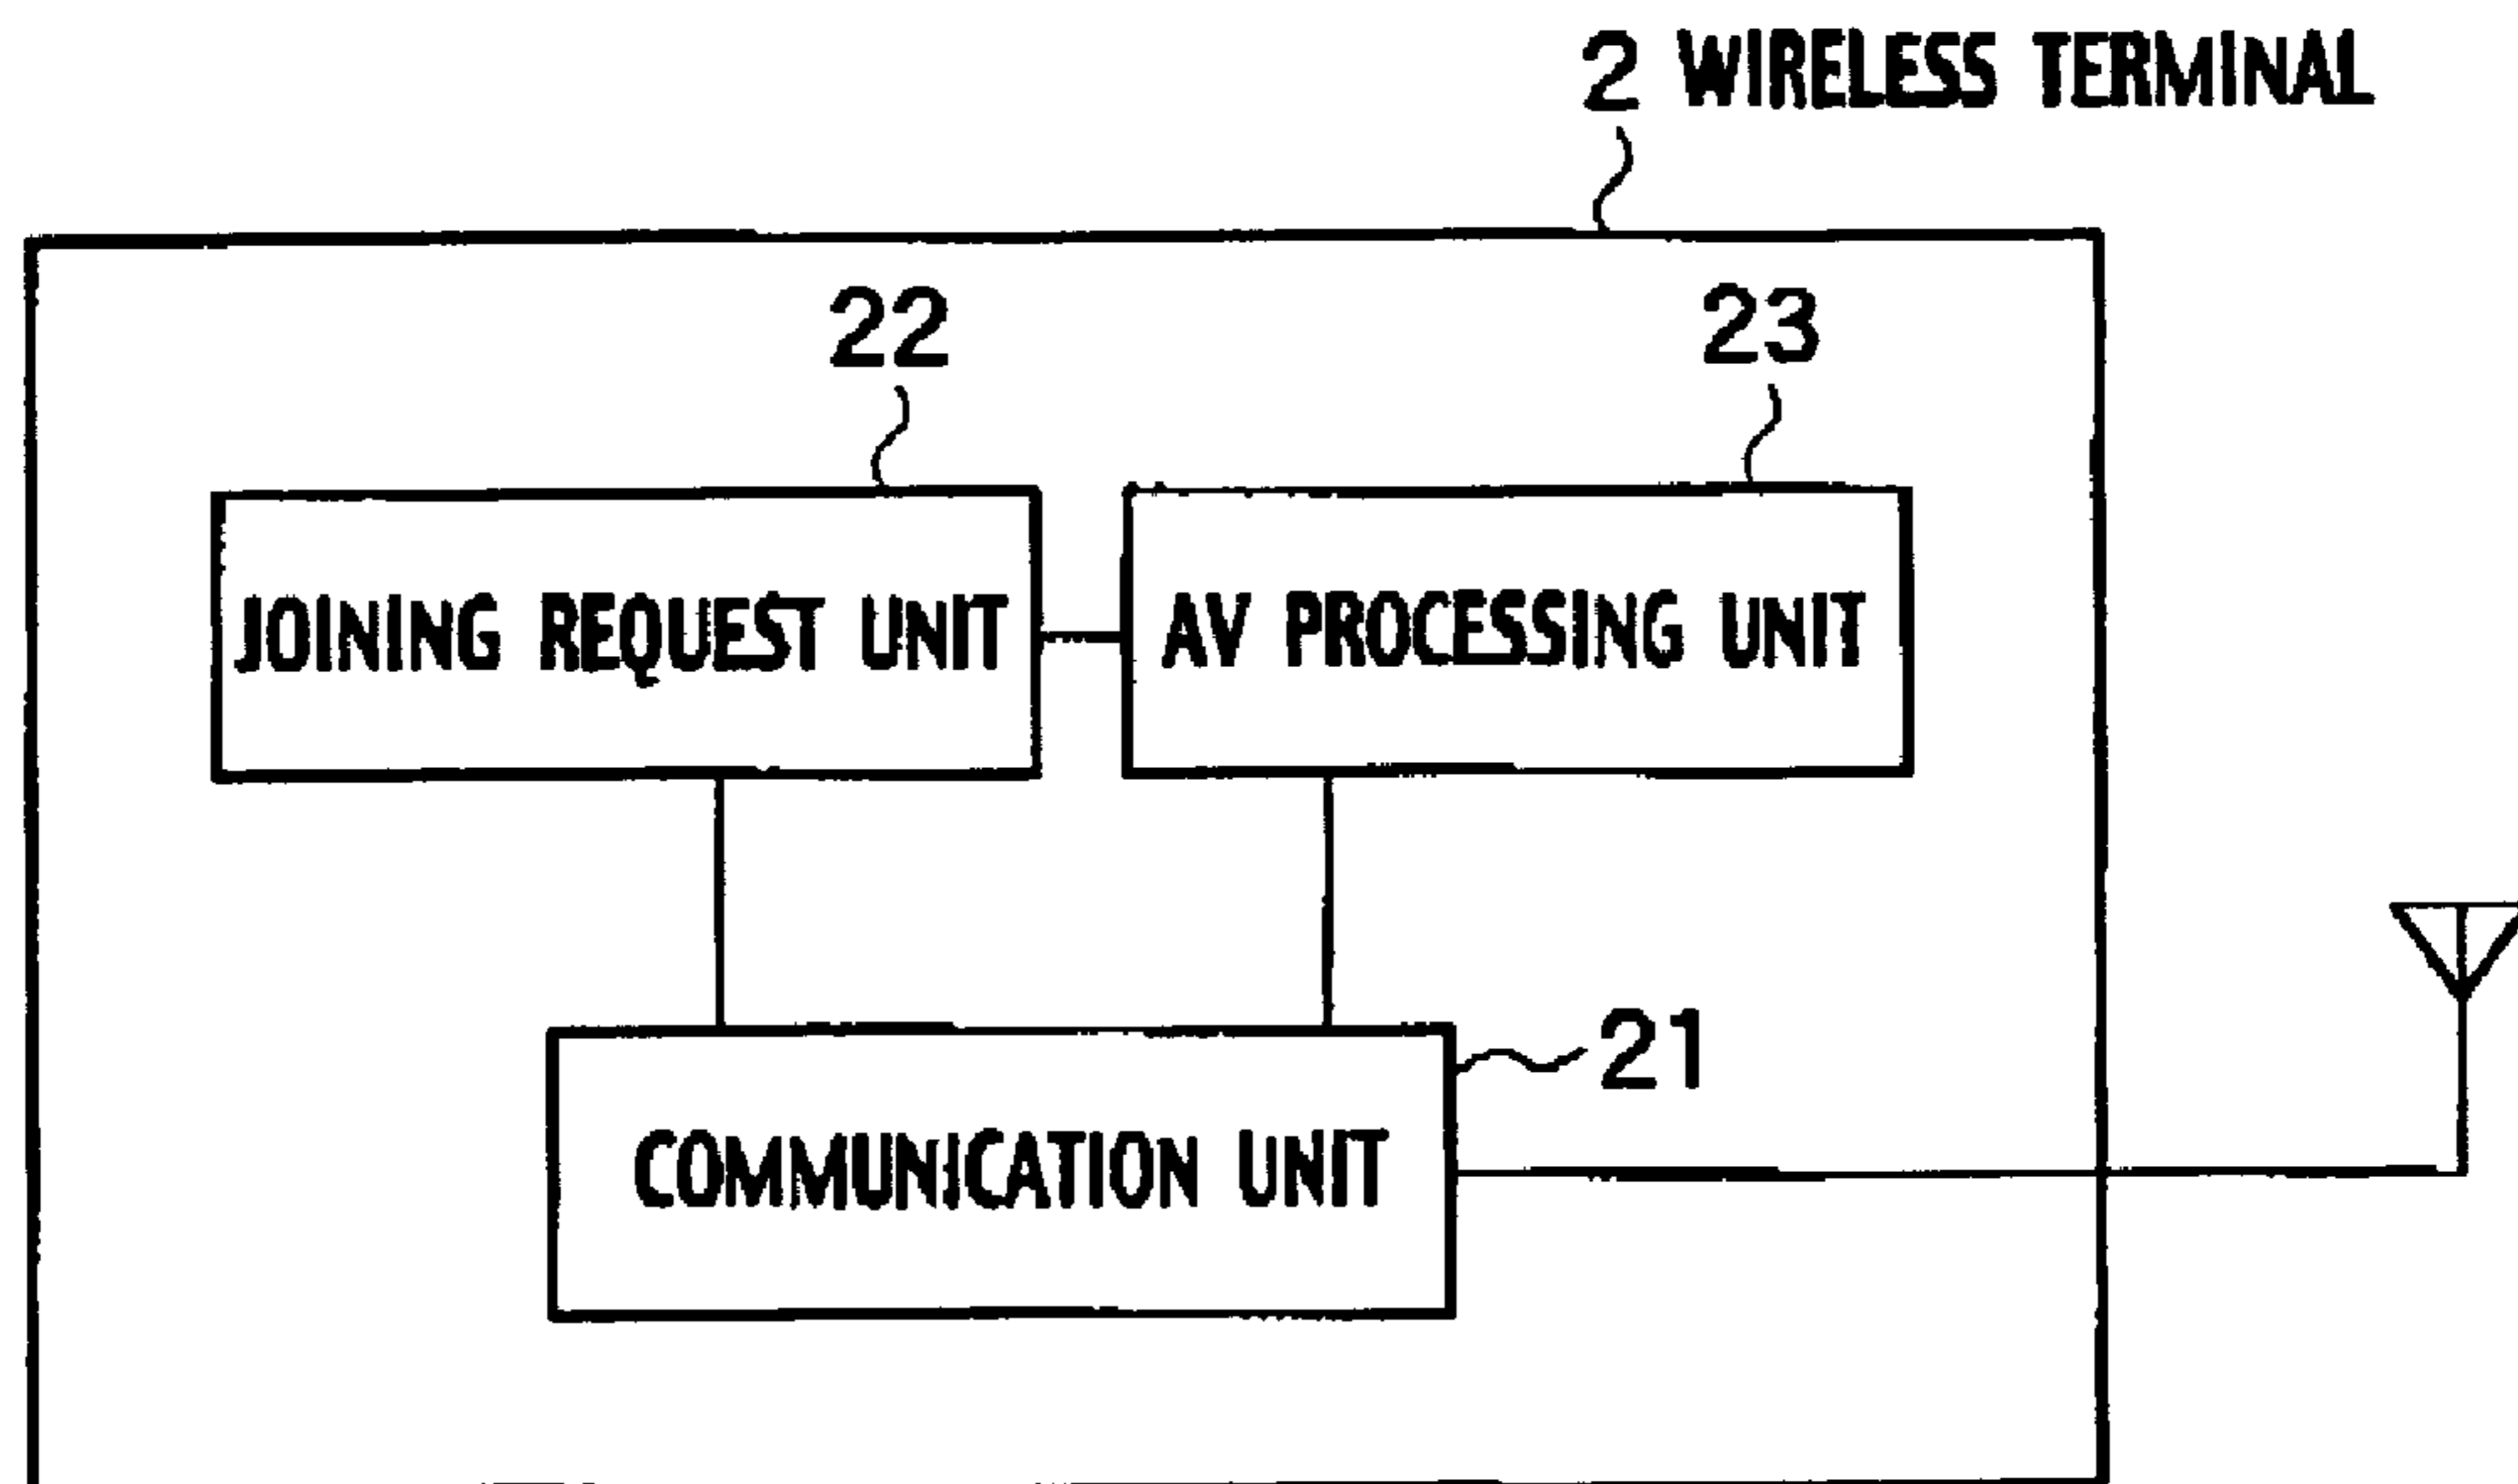 2 WIRELESS TERMINAL
22
23
JOINING REQUEST UNIT
AV PROCESSING UNIT
21
COMMUNICATION UNIT